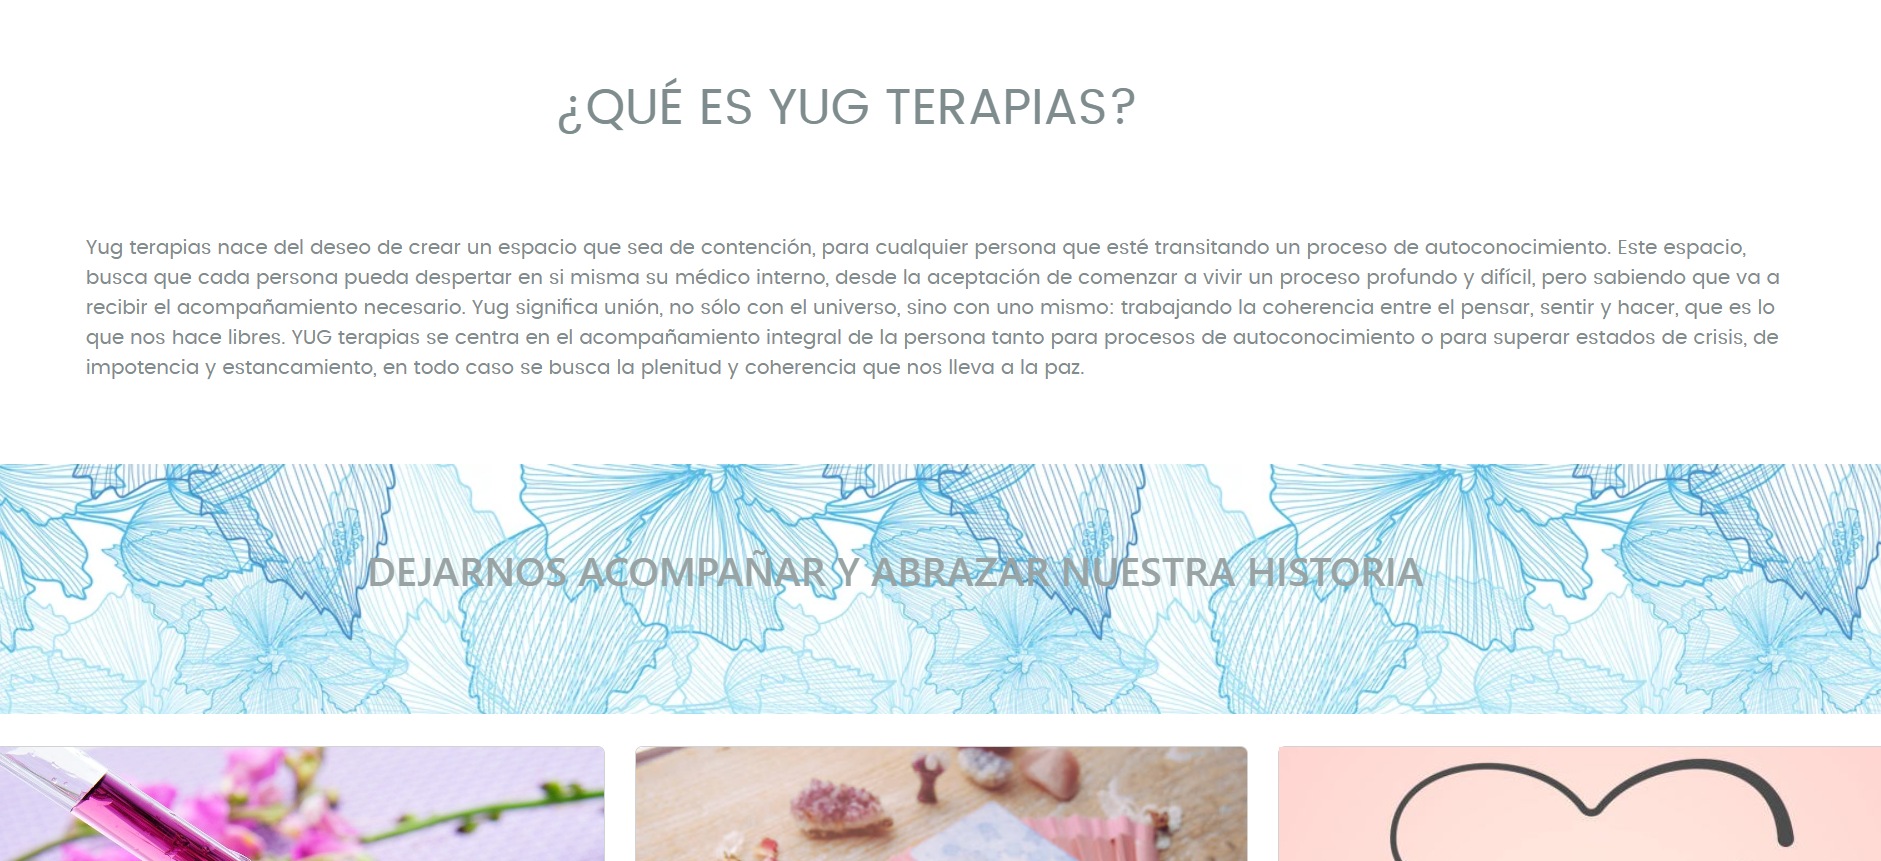 ¿QUÉ ES YUG TERAPIAS?
Yug terapias nace del deseo de crear un espacio que sea de contención, para cualquier persona que esté transitando un proceso de autoconocimiento. Este espacio,
busca que cada persona pueda despertar en si misma su médico interno, desde la aceptación de comenzar a vivir un proceso profundo y difícil, pero sabiendo que va a
recibir el acompañamiento necesario. Yug significa unión, no sólo con el universo, sino con uno mismo: trabajando la coherencia entre el pensar, sentir y hacer, que es lo
que nos hace libres. YUG terapias se centra en el acompañamiento integral de la persona tanto para procesos de autoconocimiento o para superar estados de crisis, de
impotencia y estancamiento, en todo caso se busca la plenitud y coherencia que nos lleva a la paz.
DEJARNOS ACOMPAÑAR Y ABRAZAR NUESTRA HISTORIA